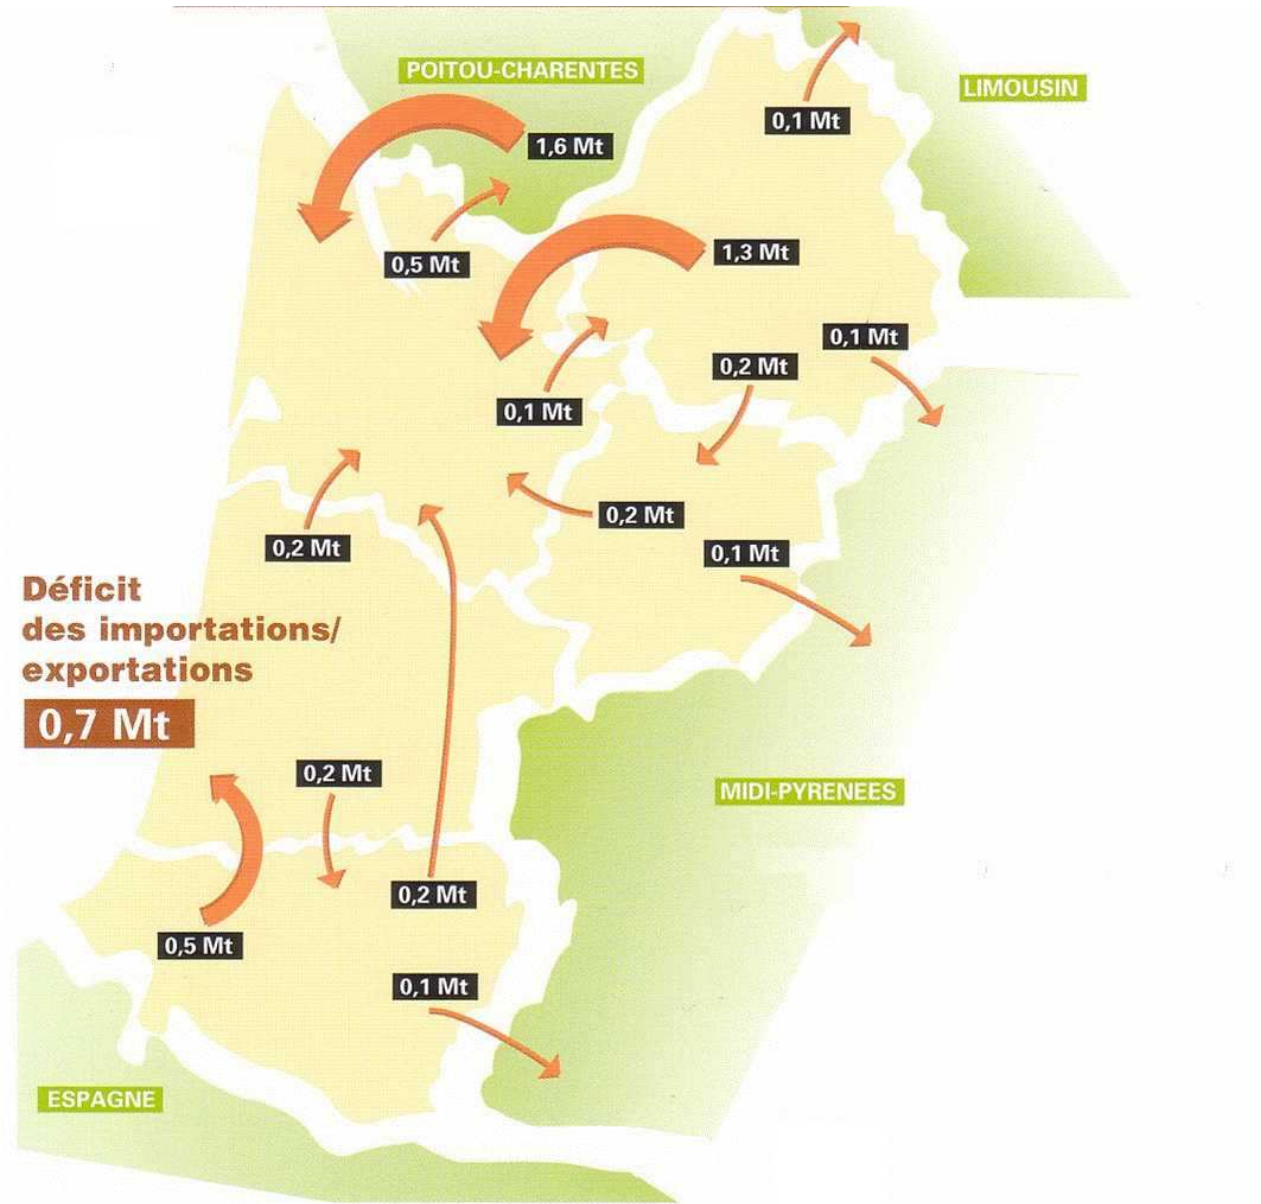 POITOU-CHARENTES
LIMOUSIN
0,1 Mt
1,6 Mt
1,3 Mt
0,5 Mt
0,1 Mt
0,2 Mt
0,1 Mt
0,2 Mt
0,2 Mt
0,1 Mt
Déficit
des importations/
exportations
0,7 Mt
0,2 Mt
MIDI-PYRENEES
0,2 Mt
0,5 Mt
0,1 Mt
ESPAGNE